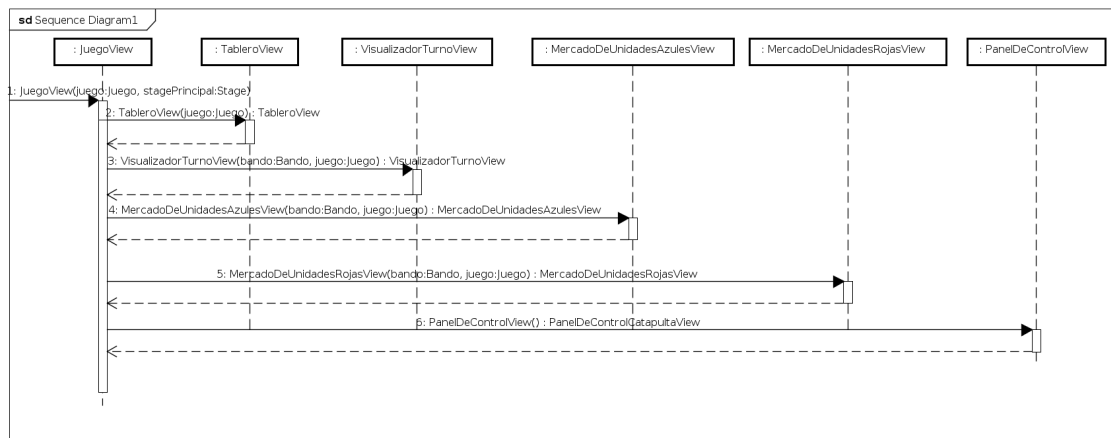 sd Sequence Diagram1
: JuegoView
: TableroView
: VisualizadorTurnoView
: MercadoDeUnidadesAzulesView
: MercadoDeUnidadesRojasView
: PanelDeControlView
1: JuegoView(juego:Juego, stagePrincipal:Stage)
2: TableroView(juego:Juego) : TableroView
3: VisualizadorTurnoView(bando:Bando, juego:Juego) : VisualizadorTurnoView
4: MercadoDeUnidadesAzulesView(bando:Bando, juego:Juego) : MercadoDeUnidadesAzulesView
5: MercadoDeUnidadesRojasView(bando:Bando, juego:Juego) : MercadoDeUnidadesRojasView
6: PanelDeControlView() : PanelDeControlCatapultaView